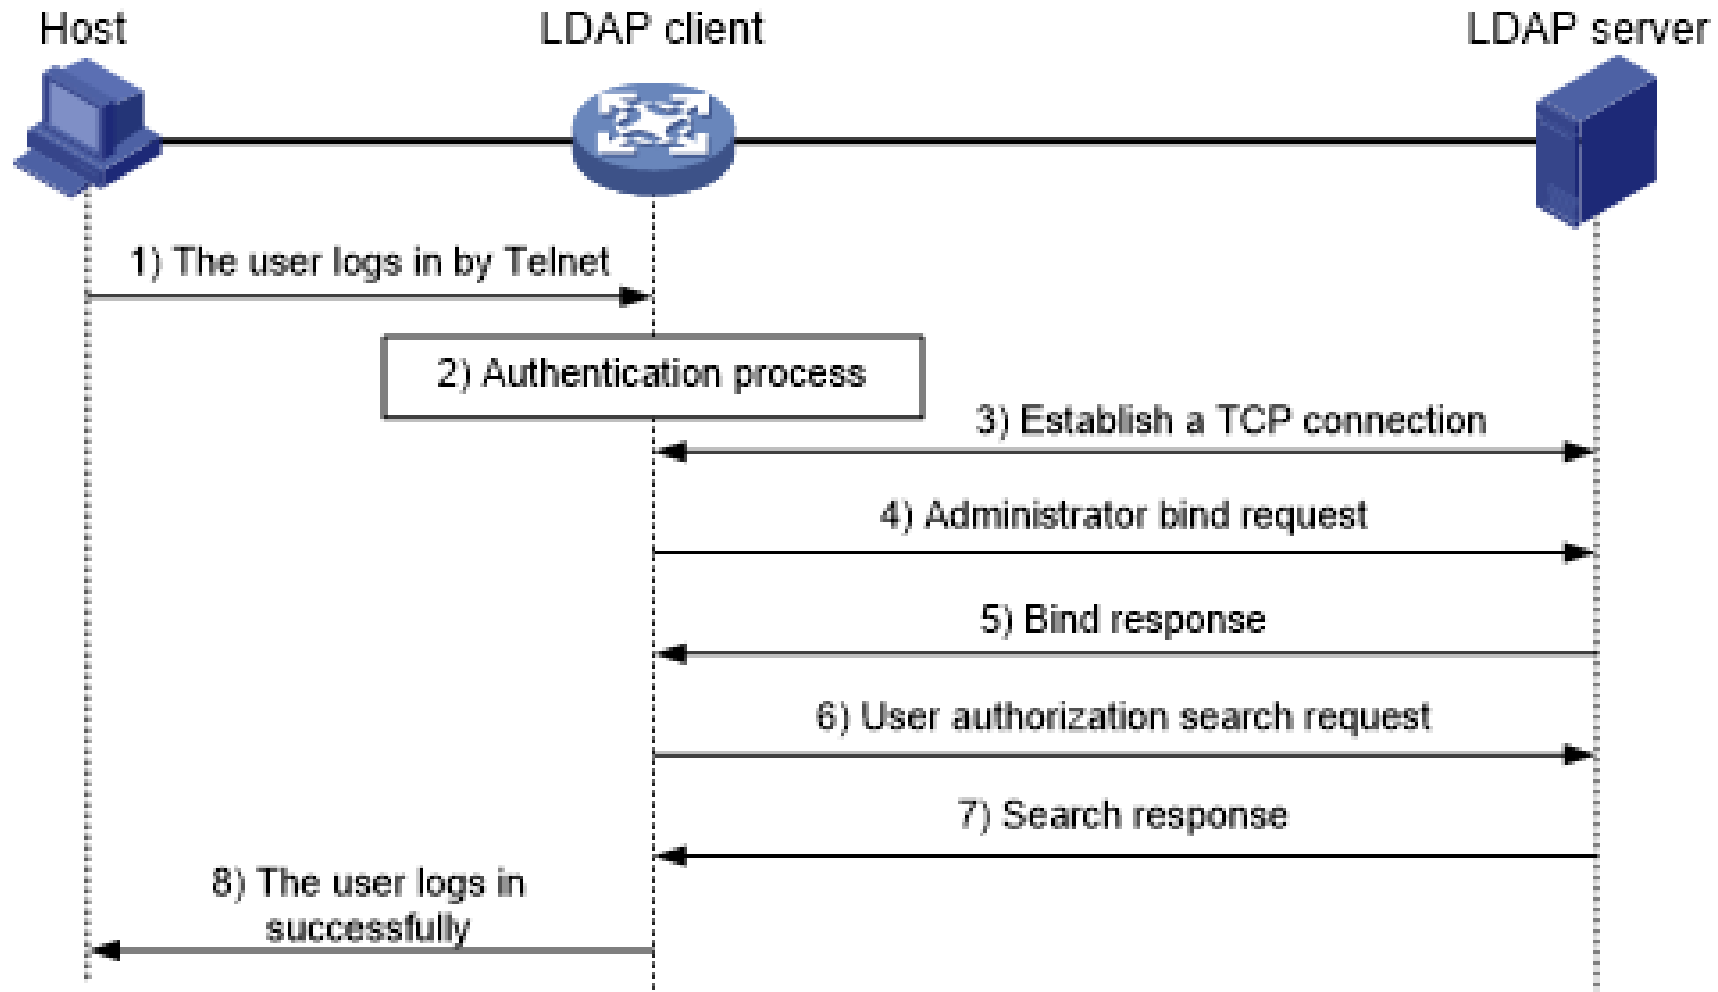 Host
LDAP client
LDAP server
1) The user logs in by Telnet
2) Authentication process
3) Establish a TCP connection
4) Administrator bind request
5) Bind response
6) User authorization search request
7) Search response
8) The user logs in
successfully